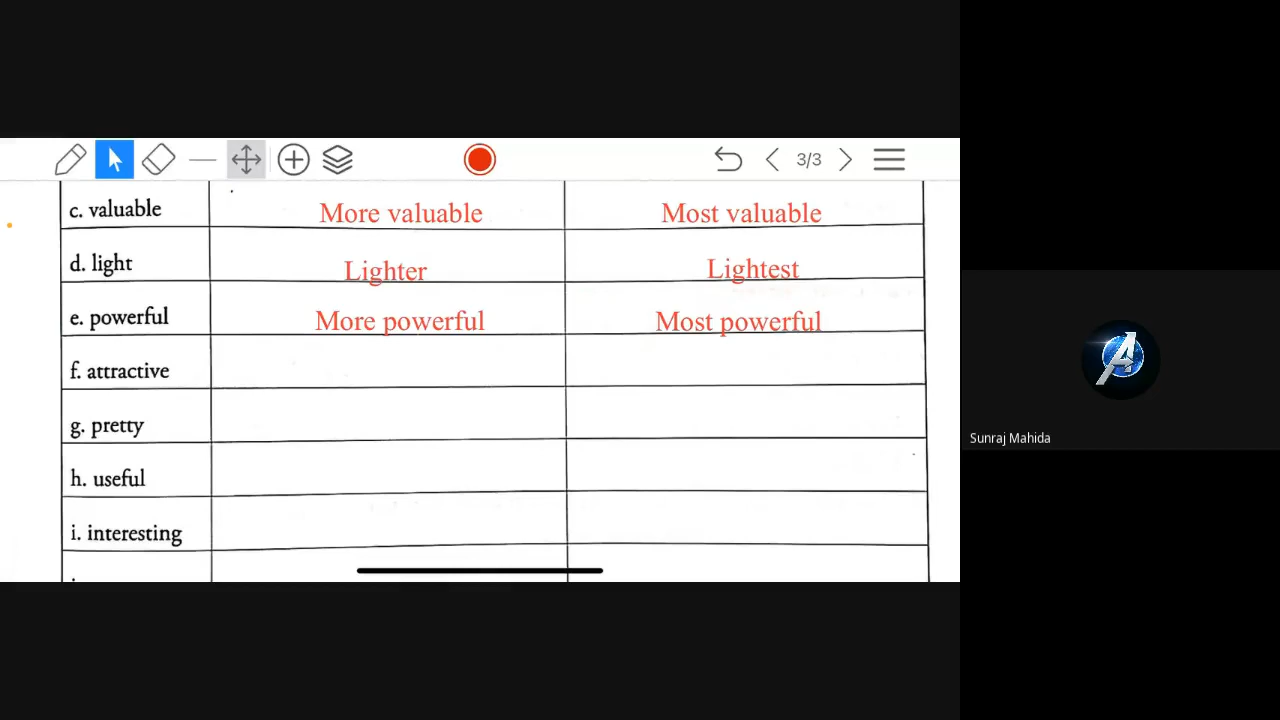 3/3
c. valuable More valuable Most valuable
d. light Lighter Lightest
e. powerful More powerful Most powerful
f. attractive
g. pretty
h. useful
i. interesting
Sunraj Mahida